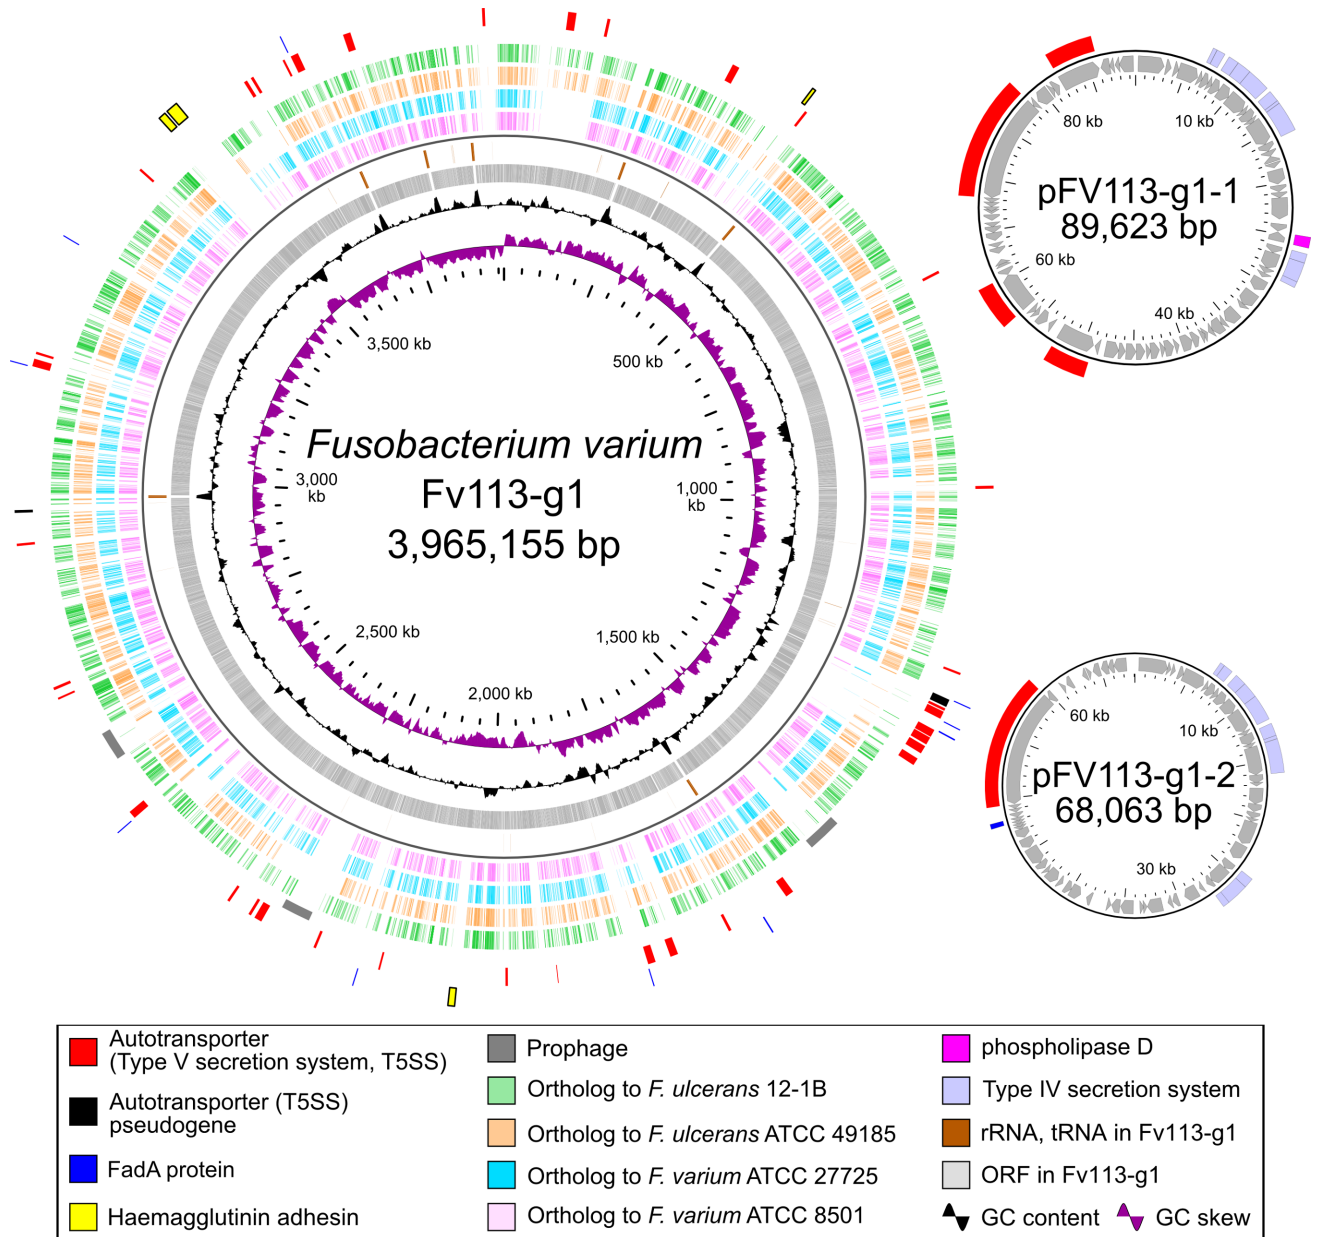 3,500 kb
500 kb
3,000
kb
1,000
kb
2,500 kb
1,500 kb
2,000 kb
Fusobacterium varium
Fv113-g1
3,965,155 bp
80 kb
10 kb
60 kb
40 kb
pFV113-g1-1
89,623 bp
60 kb
10 kb
30 kb
pFV113-g1-2
68,063 bp
Autotransporter
(Type V secretion system, T5SS)
Autotransporter (T5SS)
pseudogene
FadA protein
Haemagglutinin adhesin
Prophage
Ortholog to F. ulcerans 12-1B
Ortholog to F. ulcerans ATCC 49185
Ortholog to F. varium ATCC 27725
Ortholog to F. varium ATCC 8501
phospholipase D
Type IV secretion system
rRNA, tRNA in Fv113-g1
ORF in Fv113-g1
GC content
GC skew